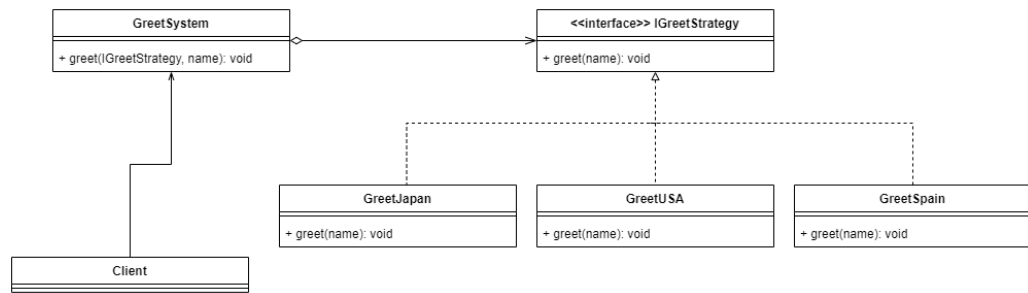 GreetSystem
+ greet(IGreetStrategy, name): void
<<interface>> IGreetStrategy
+ greet(name): void
GreetJapan
+ greet(name): void
GreetUSA
+ greet(name): void
GreetSpain
+ greet(name): void
Client